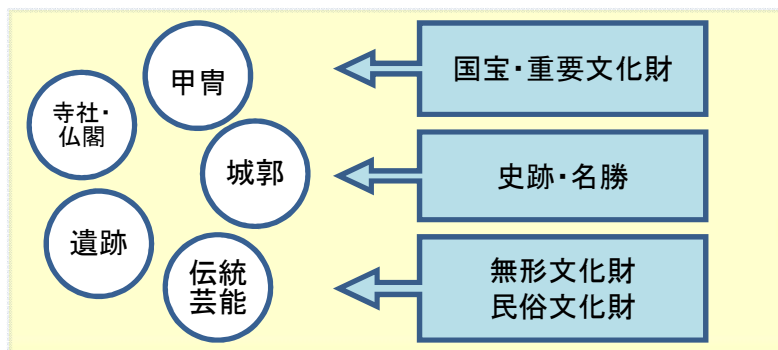 甲冑
寺社・
仏閣
城郭
遺跡
伝統
芸能
国宝・重要文化財
史跡・名勝
無形文化財
民俗文化財